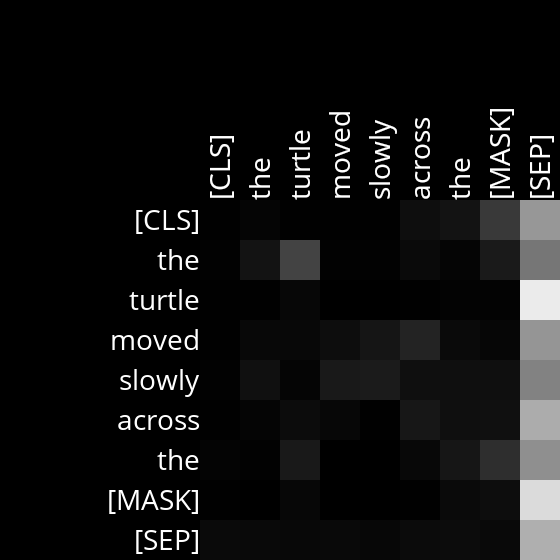 [CLS] the turtle moved slowly across the [MASK] [SEP]
[CLS]
the
turtle
moved
slowly
across
the
[MASK]
[SEP]